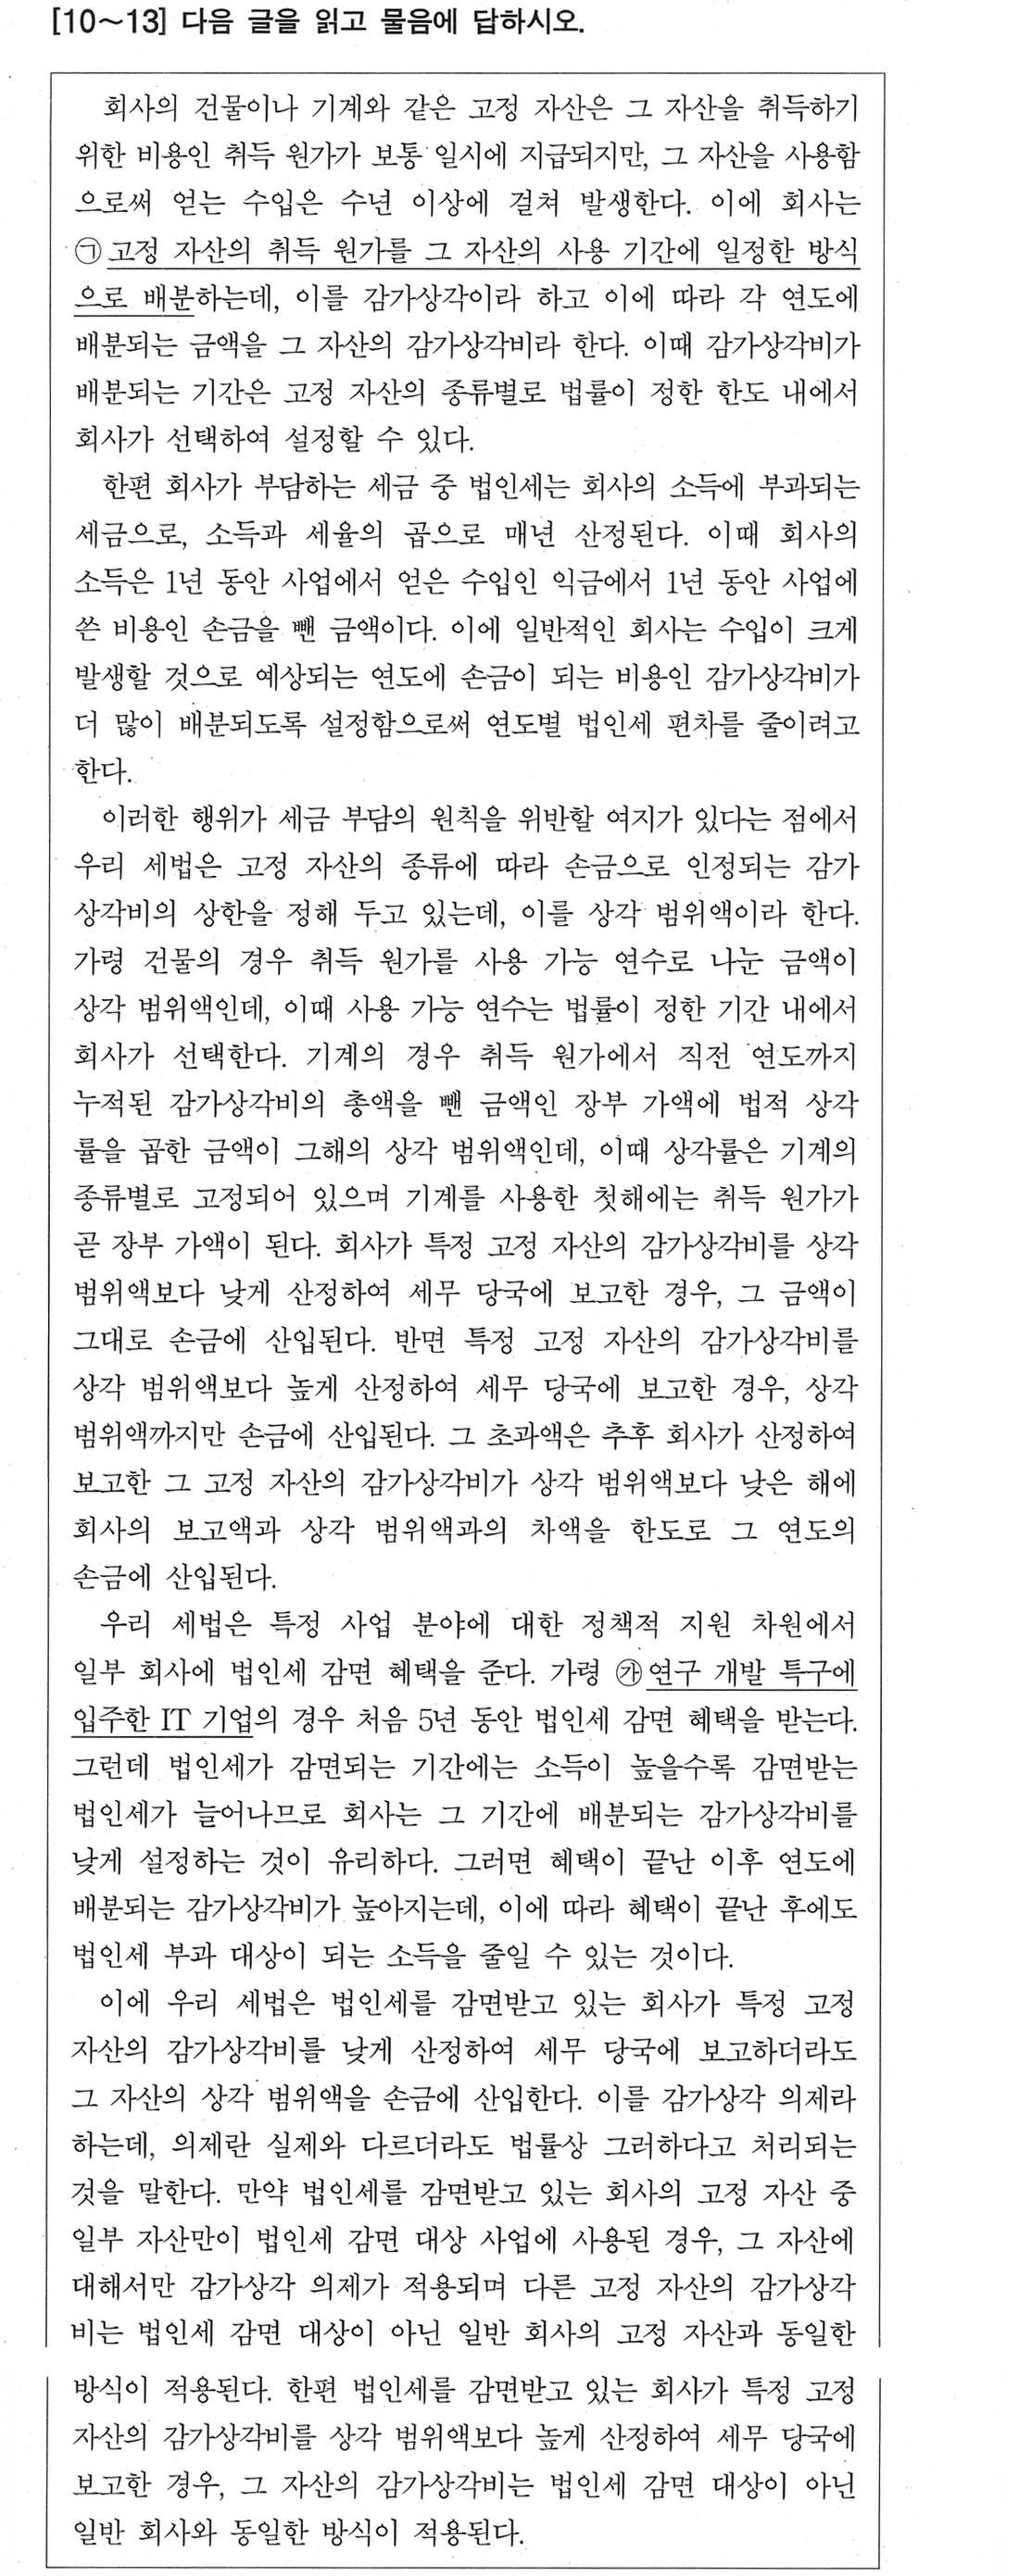 [10~13] 다음 글을 읽고 물음에 답하시오.
회사의 건물이나 기계와 같은 고정 자산은 그 자산을 취득하기
위한 비용인 취득 원가가 보통 일시에 지급되지만, 그 자산을 사용함
으로써 얻는 수입은 수년 이상에 걸쳐 발생한다. 이에 회사는
㉠고정 자산의 취득 원가를 그 자산의 사용 기간에 일정한 방식
으로 배분하는데, 이를 감가상각이라 하고 이에 따라 각 연도에
배분되는 금액을 그 자산의 감가상각비라 한다. 이때 감가상각비가
배분되는 기간은 고정 자산의 종류별로 법률이 정한 한도 내에서
회사가 선택하여 설정할 수 있다.
한편 회사가 부담하는 세금 중 법인세는 회사의 소득에 부과되는
세금으로, 소득과 세율의 곱으로 매년 산정된다. 이때 회사의
소득은 1년 동안 사업에서 얻은 수입인 익금에서 1년 동안 사업에
쓴 비용인 손금을 뺀 금액이다. 이에 일반적인 회사는 수입이 크게
발생할 것으로 예상되는 연도에 손금이 되는 비용인 감가상각비가
더 많이 배분되도록 설정함으로써 연도별 법인세 편차를 줄이려고
한다.
이러한 행위가 세금 부담의 원칙을 위반할 여지가 있다는 점에서
우리 세법은 고정 자산의 종류에 따라 손금으로 인정되는 감가
상각비의 상한을 정해 두고 있는데, 이를 상각 범위액이라 한다.
가령 건물의 경우 취득 원가를 사용 가능 연수로 나눈 금액이
상각 범위액인데, 이때 사용 가능 연수는 법률이 정한 기간 내에서
회사가 선택한다. 기계의 경우 취득 원가에서 직전 연도까지
누적된 감가상각비의 총액을 뺀 금액인 장부 가액에 법적 상각
률을 곱한 금액이 그해의 상각 범위액인데, 이때 상각률은 기계의
종류별로 고정되어 있으며 기계를 사용한 첫해에는 취득 원가가
곧 장부 가액이 된다. 회사가 특정 고정 자산의 감가상각비를 상각
범위액보다 낮게 산정하여 세무 당국에 보고한 경우, 그 금액이
그대로 손금에 산입된다. 반면 특정 고정 자산의 감가상각비를
상각 범위액보다 높게 산정하여 세무 당국에 보고한 경우, 상각
범위액까지만 손금에 산입된다. 그 초과액은 추후 회사가 산정하여
보고한 그 고정 자산의 감가상각비가 상각 범위액보다 낮은 해에
회사의 보고액과 상각 범위액과의 차액을 한도로 그 연도의
손금에 산입된다.
우리 세법은 특정 사업 분야에 대한 정책적 지원 차원에서
일부 회사에 법인세 감면 혜택을 준다. 가령 ㉮연구 개발 특구에
입주한 IT 기업의 경우 처음 5년 동안 법인세 감면 혜택을 받는다.
그런데 법인세가 감면되는 기간에는 소득이 높을수록 감면받는
법인세가 늘어나므로 회사는 그 기간에 배분되는 감가상각비를
낮게 설정하는 것이 유리하다. 그러면 혜택이 끝난 이후 연도에
배분되는 감가상각비가 높아지는데, 이에 따라 혜택이 끝난 후에도
법인세 부과 대상이 되는 소득을 줄일 수 있는 것이다.
이에 우리 세법은 법인세를 감면받고 있는 회사가 특정 고정
자산의 감가상각비를 낮게 산정하여 세무 당국에 보고하더라도
그 자산의 상각 범위액을 손금에 산입한다. 이를 감가상각 의제라
하는데, 의제란 실제와 다르더라도 법률상 그러하다고 처리되는
것을 말한다. 만약 법인세를 감면받고 있는 회사의 고정 자산 중
일부 자산만이 법인세 감면 대상 사업에 사용된 경우, 그 자산에
대해서만 감가상각 의제가 적용되며 다른 고정 자산의 감가상각
비는 법인세 감면 대상이 아닌 일반 회사의 고정 자산과 동일한
방식이 적용된다. 한편 법인세를 감면받고 있는 회사가 특정 고정
자산의 감가상각비를 상각 범위액보다 높게 산정하여 세무 당국에
보고한 경우, 그 자산의 감가상각비는 법인세 감면 대상이 아닌
일반 회사와 동일한 방식이 적용된다.